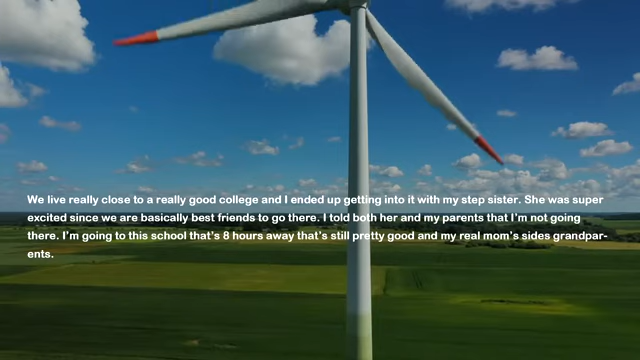 We live really close to a really good college and I ended up getting into it with my step sister. She was super
excited since we are basically best friends to go there. I told both her and my parents that I'm not going
there. I'm going to this school that's 8 hours away that's still pretty good and my real mom's sides grandpar-
ents.